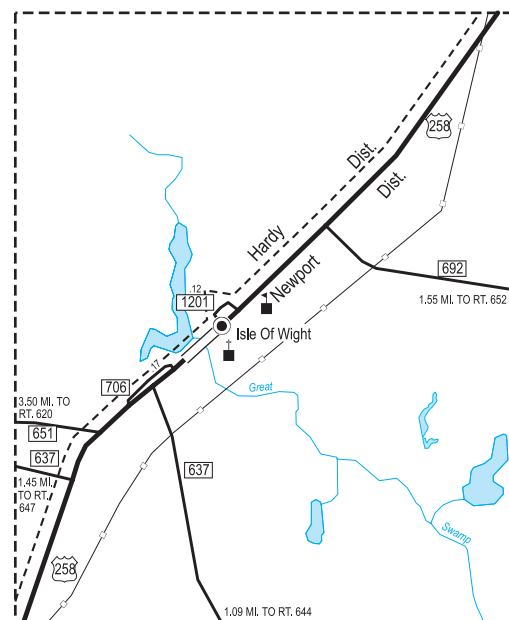 258
Dist.
Dist.
Hardy
692
1.55 MI. TO RT. 652
Newport
.12
1201
Isle Of Wight
.17
706
Great
3.50 MI. TO
RT. 620
651
637
1.45 MI.
TO RT.
647
637
Swamp
258
1.09 MI. TO RT. 644